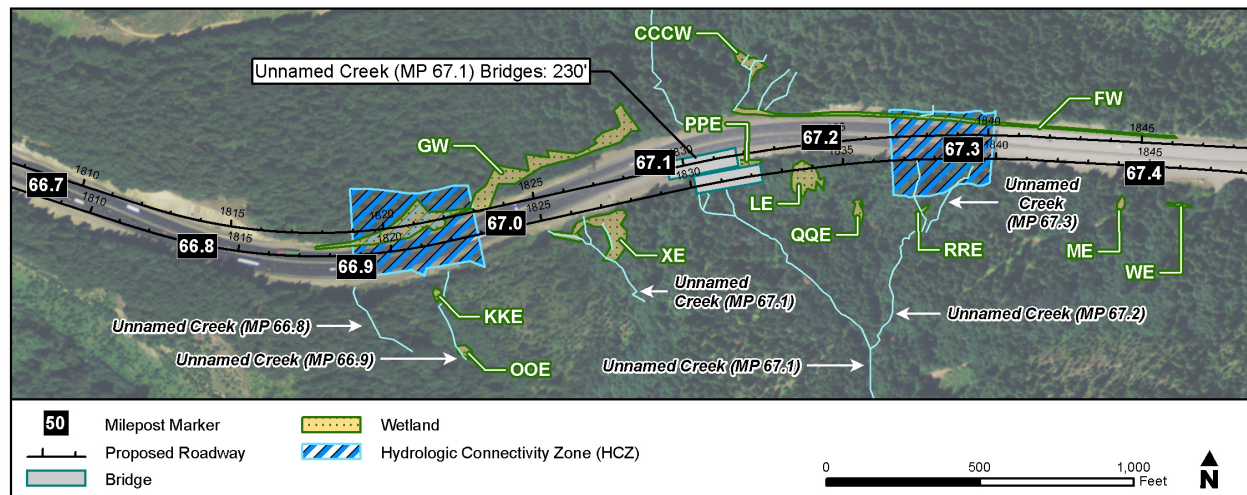 CCCW
Unnamed Creek (MP 67.1) Bridges: 230'
FW
PPE
GW
67.2
1840
1845
67.1
1830
67.3
1840
1835
1845
66.7
1810
1825
1830
67.4
1810
LE
Unnamed
Creek
(MP 67.3)
1815
1820
67.0
1825
66.8
1815
1820
QQE
RRE
ME
WE
66.9
XE
Unnamed
Creek (MP 67.1)
KKE
Unnamed Creek (MP 66.8)
Unnamed Creek (MP 67.2)
Unnamed Creek (MP 66.9)
OOE
Unnamed Creek (MP 67.1)
50
Milepost Marker
Wetland
Proposed Roadway
Hydrologic Connectivity Zone (HCZ)
Bridge
0
500
1,000
Feet
N